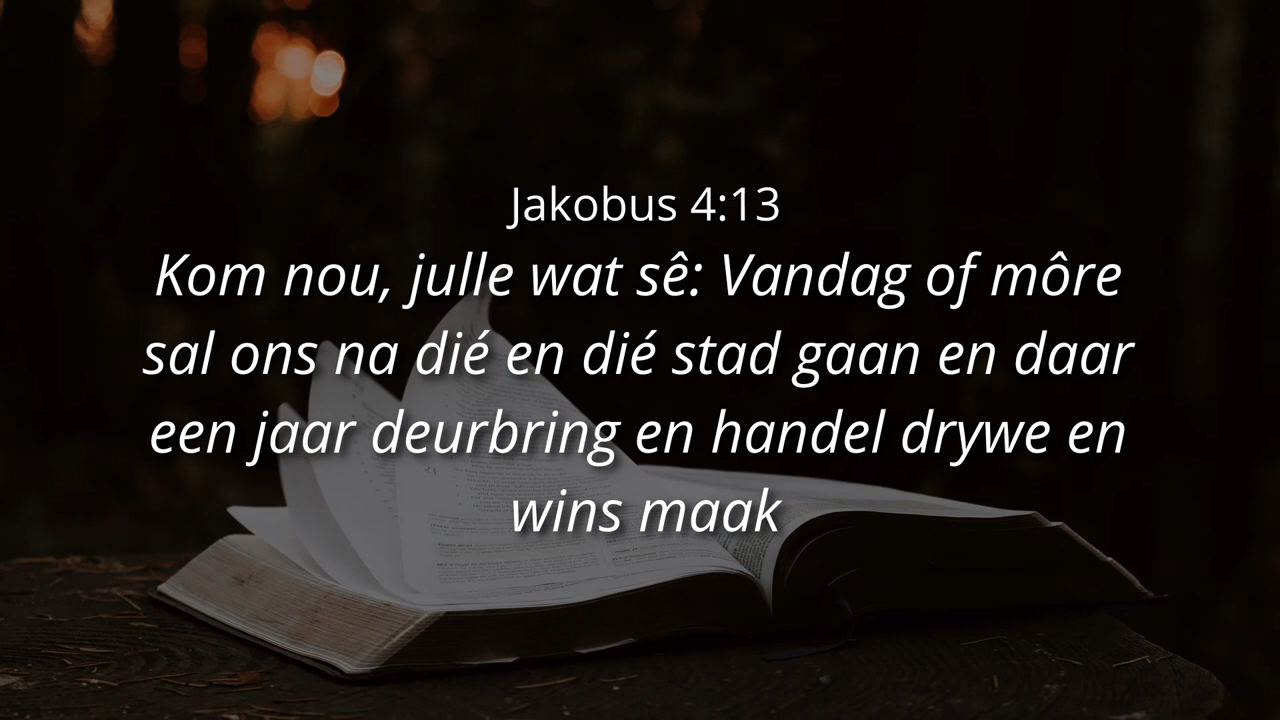 Jakobus 4:13
Kom nou, julle wat sê: Vandag of môre
sal ons na dié en dié stad gaan en daar
een jaar deurbring en handel drywe en
wins maak